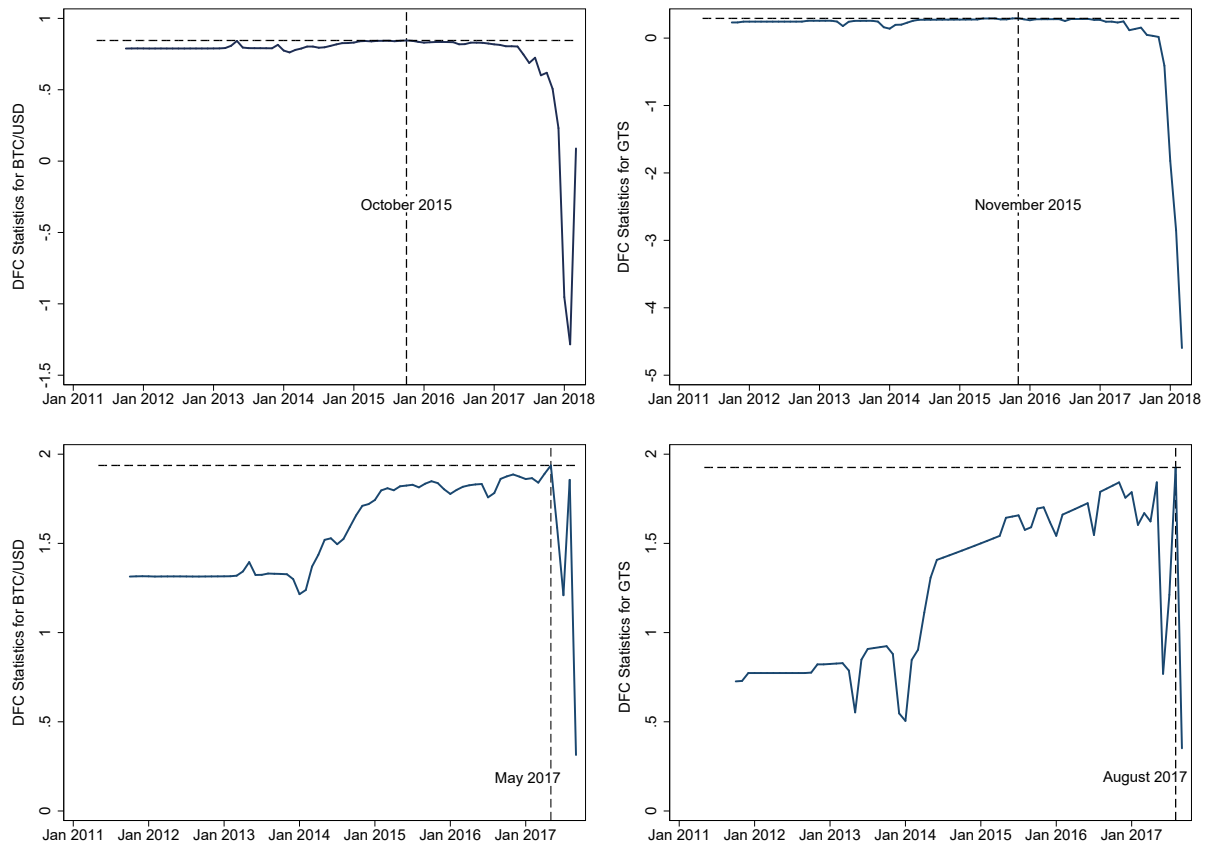 DFC Statistics for BTC/USD
1
.5
0
-.5
-1
-1.5
October 2015
Jan 2011 Jan 2012 Jan 2013 Jan 2014 Jan 2015 Jan 2016 Jan 2017 Jan 2018
DFC Statistics for GTS
0
-1
-2
-3
-4
-5
November 2015
Jan 2011 Jan 2012 Jan 2013 Jan 2014 Jan 2015 Jan 2016 Jan 2017 Jan 2018
DFC Statistics for BTC/USD
2
1.5
1
.5
0
May 2017
Jan 2011 Jan 2012 Jan 2013 Jan 2014 Jan 2015 Jan 2016 Jan 2017
DFC Statistics for GTS
2
1.5
1
.5
0
August 2017
Jan 2011 Jan 2012 Jan 2013 Jan 2014 Jan 2015 Jan 2016 Jan 2017